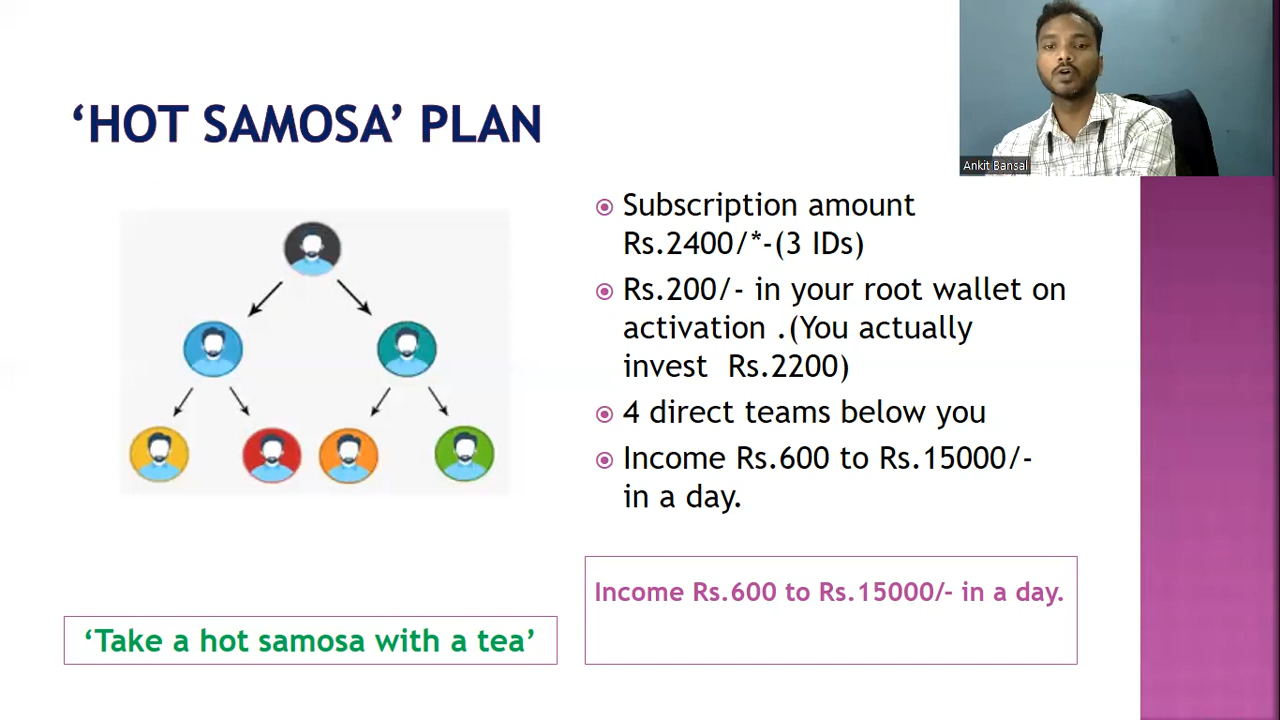 ‘HOT SAMOSA’ PLAN
Ankit Bansal
Subscription amount
Rs.2400/*-(3 IDs)
Rs.200/- in your root wallet on
activation .(You actually
invest Rs.2200)
4 direct teams below you
Income Rs.600 to Rs.15000/-
in a day.
Income Rs.600 to Rs.15000/- in a day.
‘Take a hot samosa with a tea’